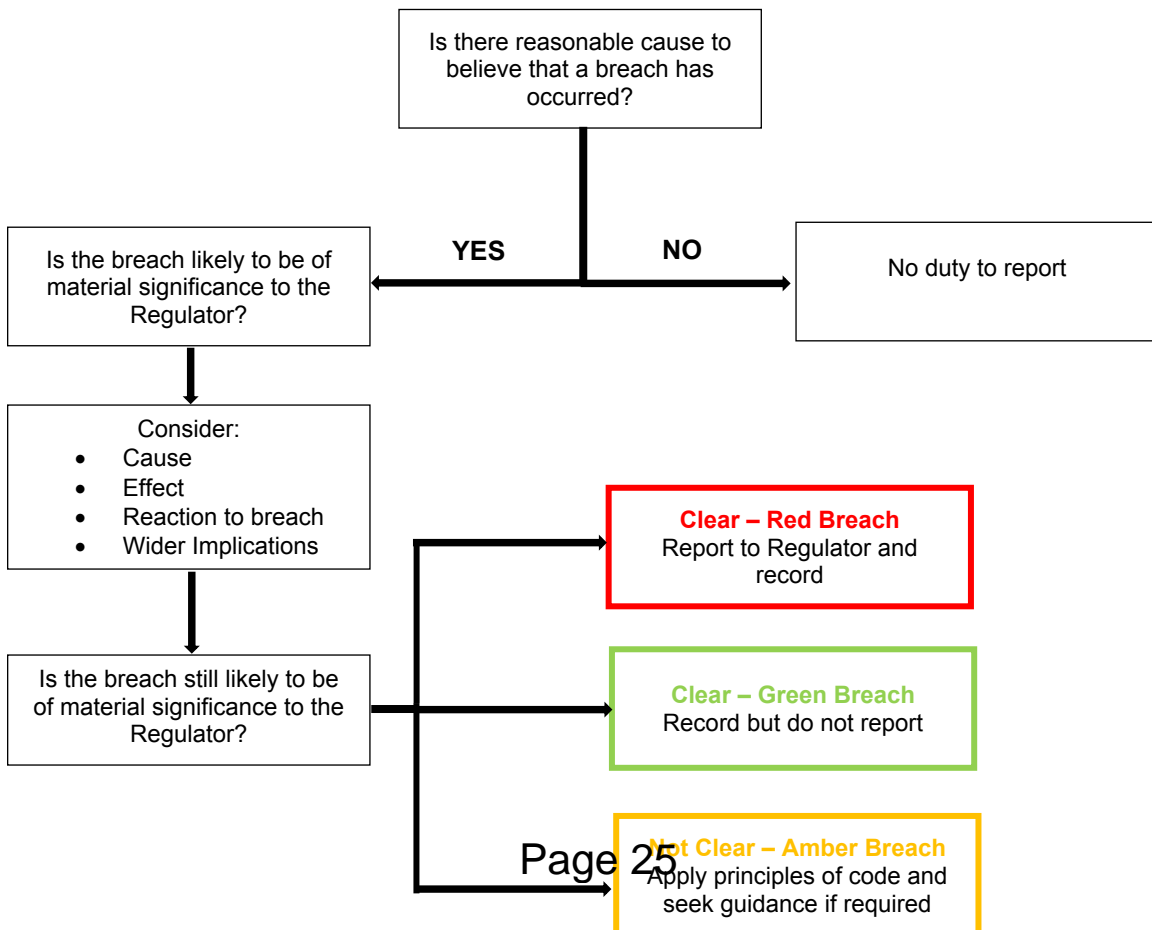 Is there reasonable cause to
believe that a breach has
occurred?
YES
NO
Is the breach likely to be of
material significance to the
Regulator?
No duty to report
Consider:
• Cause
• Effect
• Reaction to breach
• Wider Implications
Clear – Red Breach
Report to Regulator and
record
Is the breach still likely to be
of material significance to the
Regulator?
Clear – Green Breach
Record but do not report
Not Clear – Amber Breach
Page 25
Apply principles of code and
seek guidance if required